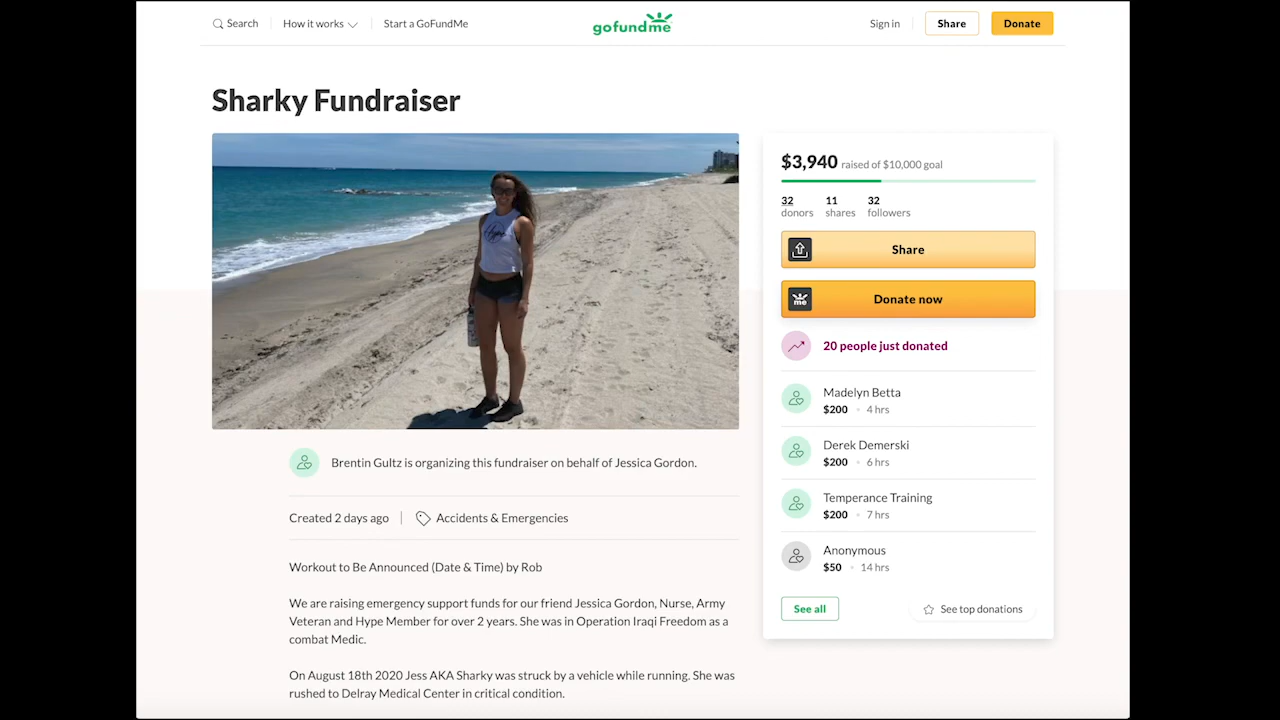 Search
How it works
Start a GoFundMe
gofundme
Sign in
Share
Donate
Sharky Fundraiser
$3,940 raised of $10,000 goal
32 donors
11 shares
32 followers
Share
me
Donate now
20 people just donated
Madelyn Betta
$200 • 4 hrs
Derek Demerski
$200 • 6 hrs
Temperance Training
$200 • 7 hrs
Anonymous
$50 • 14 hrs
See all
See top donations
Brentin Gultz is organizing this fundraiser on behalf of Jessica Gordon.
Created 2 days ago | Accidents & Emergencies
Workout to Be Announced (Date & Time) by Rob
We are raising emergency support funds for our friend Jessica Gordon, Nurse, Army
Veteran and Hype Member for over 2 years. She was in Operation Iraqi Freedom as a
combat Medic.
On August 18th 2020 Jess AKA Sharky was struck by a vehicle while running. She was
rushed to Delray Medical Center in critical condition.